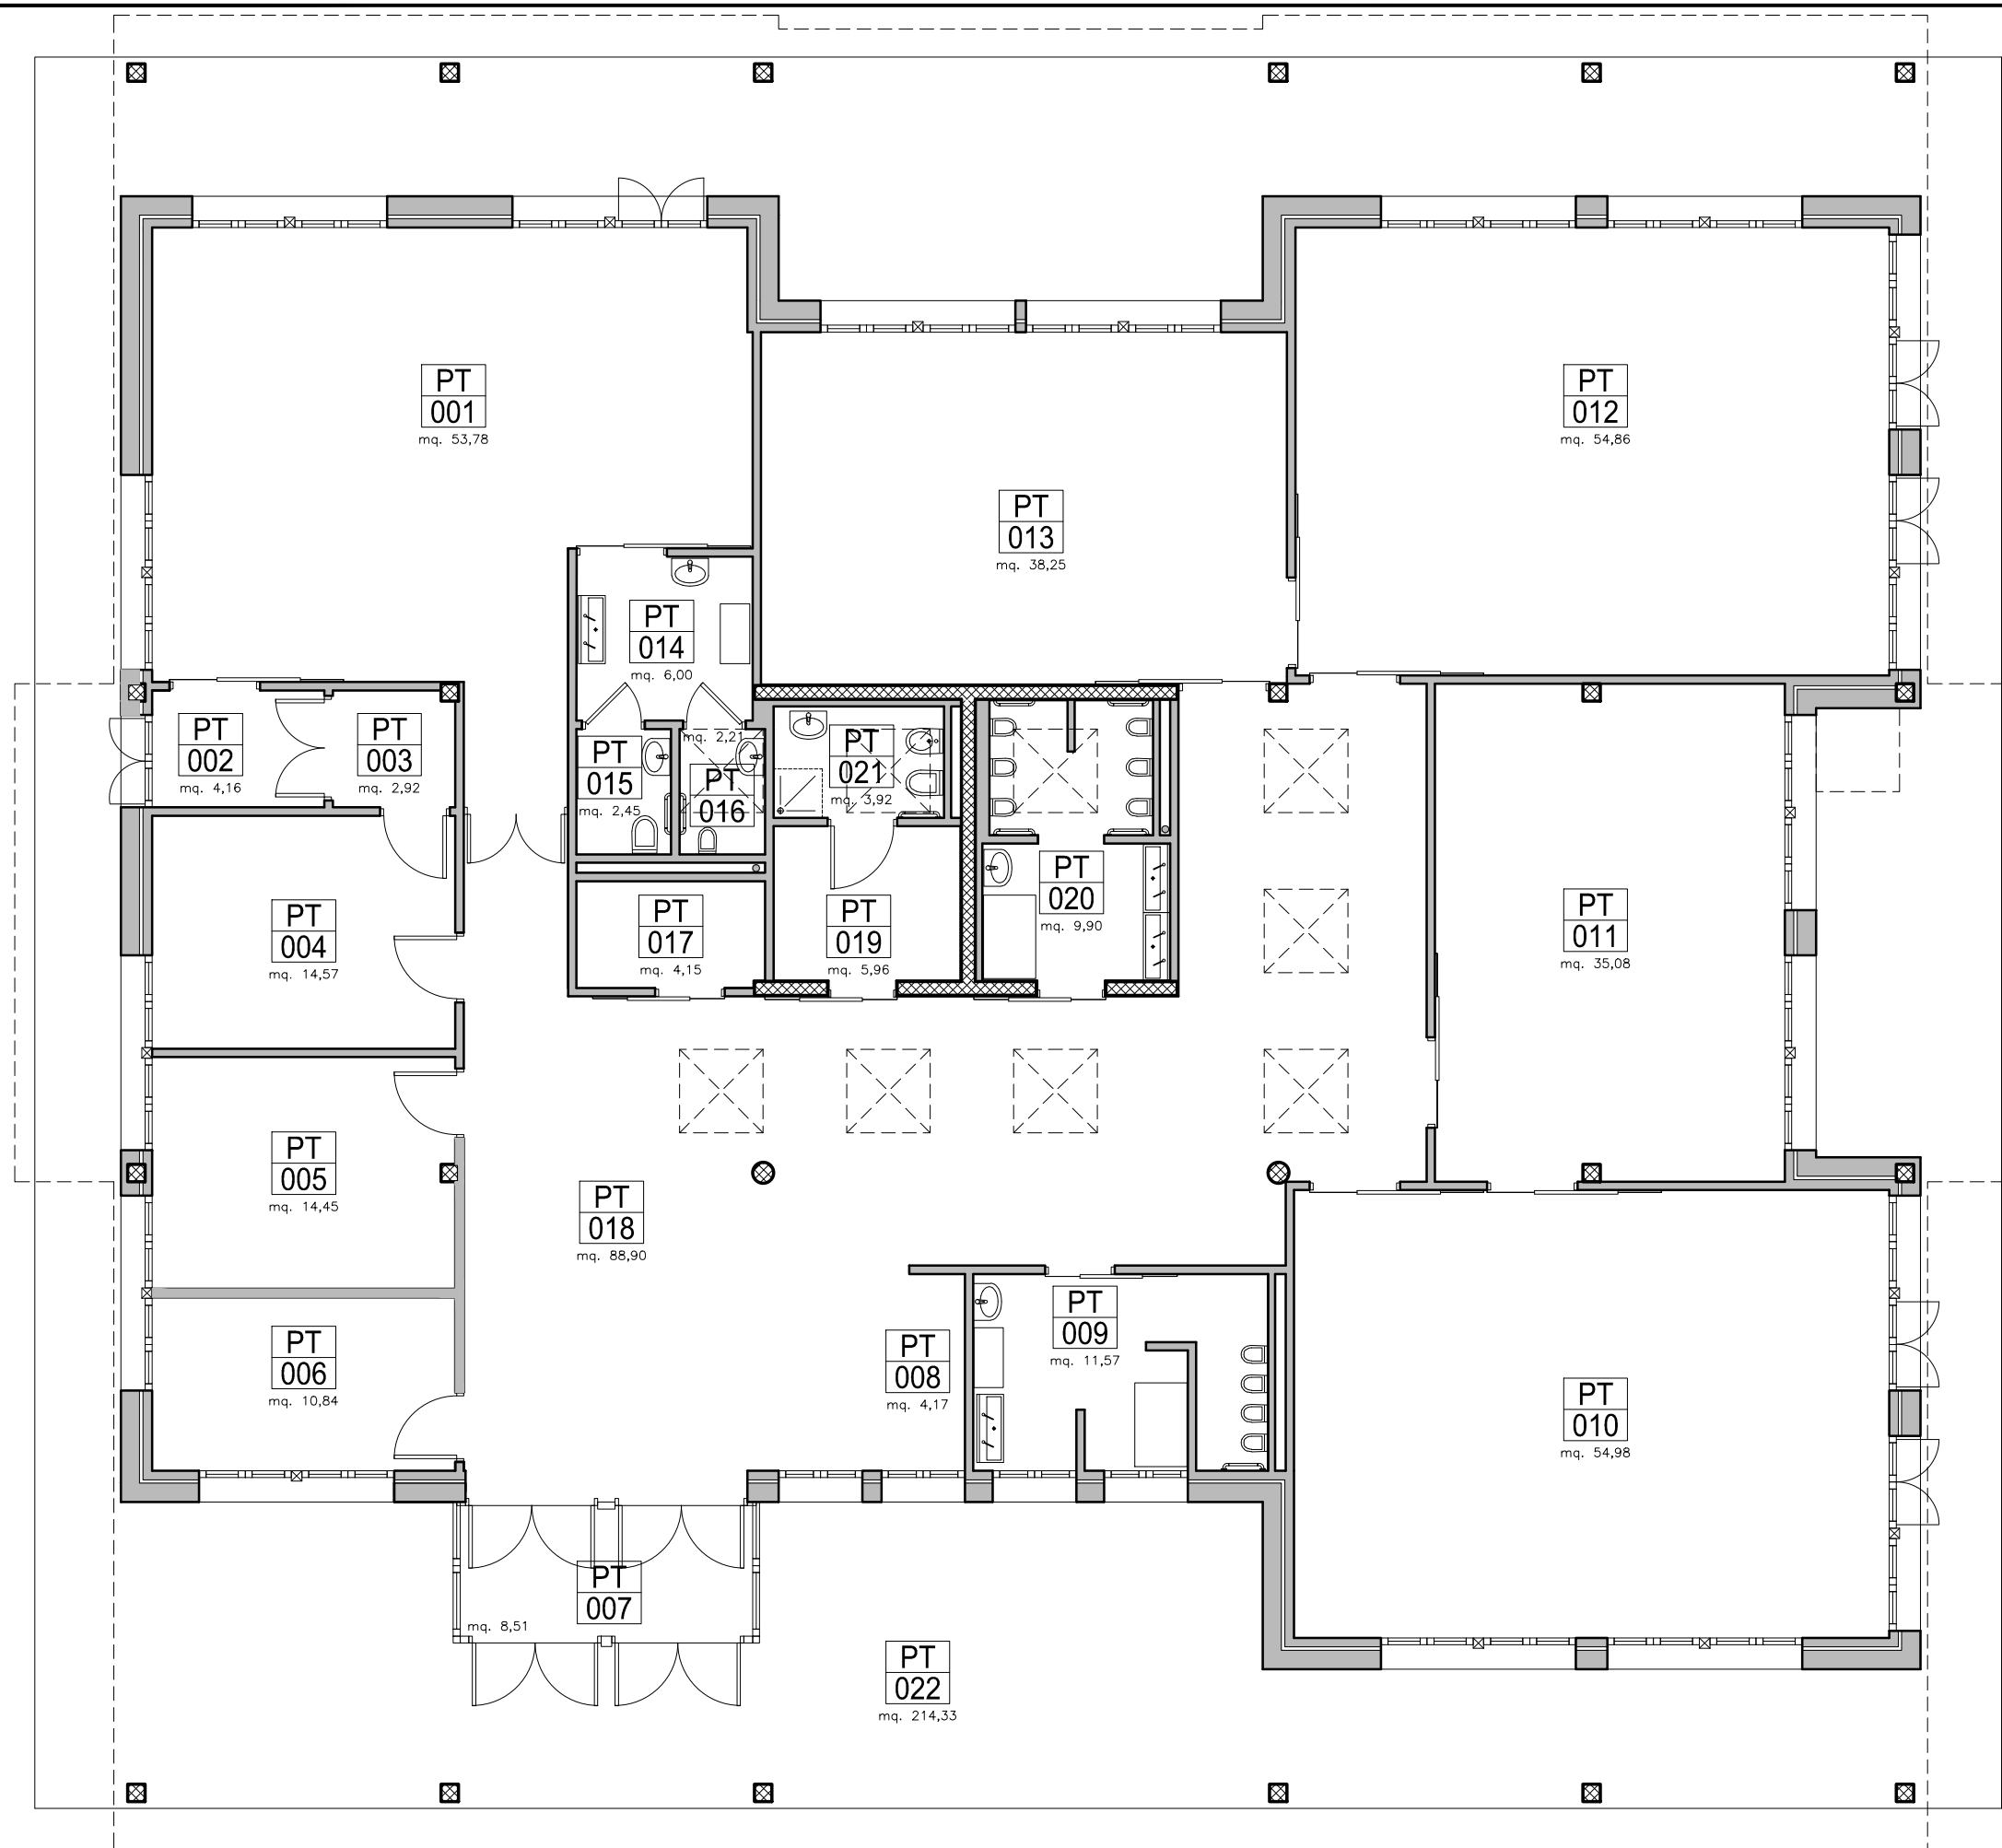 PT
001
mq. 53,78
PT
012
mq. 54,86
PT
013
mq. 38,25
PT
014
mq. 6,00
PT
002
mq. 4,16
PT
003
mq. 2,92
PT
015
mq. 2,45
mq. 2,21
PT
016
PT
021
mq. 3,92
PT
004
mq. 14,57
PT
017
mq. 4,15
PT
019
mq. 5,96
PT
020
mq. 9,90
PT
011
mq. 35,08
PT
005
mq. 14,45
PT
018
mq. 88,90
PT
006
mq. 10,84
PT
008
mq. 4,17
PT
009
mq. 11,57
PT
010
mq. 54,98
PT
007
mq. 8,51
PT
022
mq. 214,33